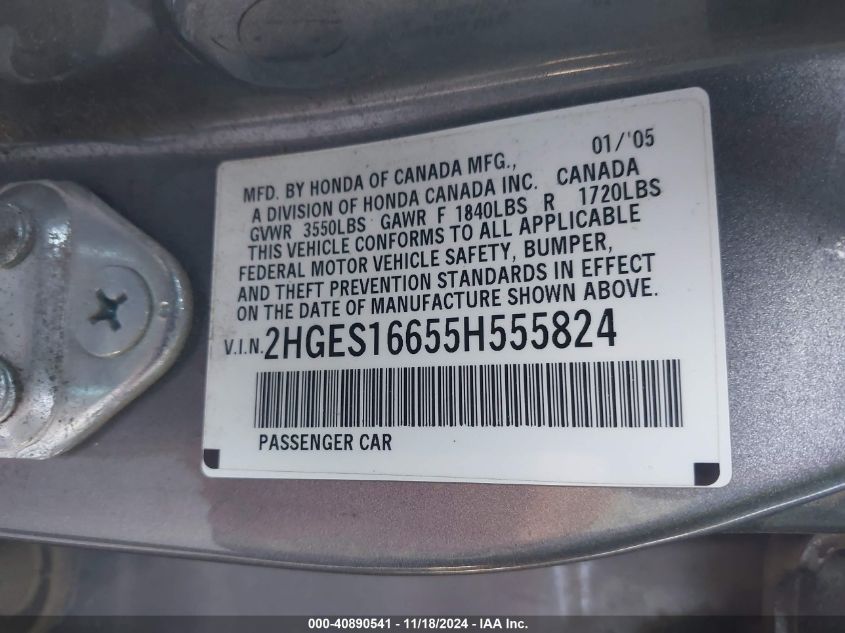 01/'05
MFD. BY HONDA OF CANADA MFG.,
A DIVISION OF HONDA CANADA INC. CANADA
GVWR 3550LBS GAWR F 1840LBS R 1720LBS
THIS VEHICLE CONFORMS TO ALL APPLICABLE
FEDERAL MOTOR VEHICLE SAFETY, BUMPER,
AND THEFT PREVENTION STANDARDS IN EFFECT
ON THE DATE OF MANUFACTURE SHOWN ABOVE.
V.I.N. 2HGES16655H555824
PASSENGER CAR
000-40890541 - 11/18/2024 - IAA Inc.